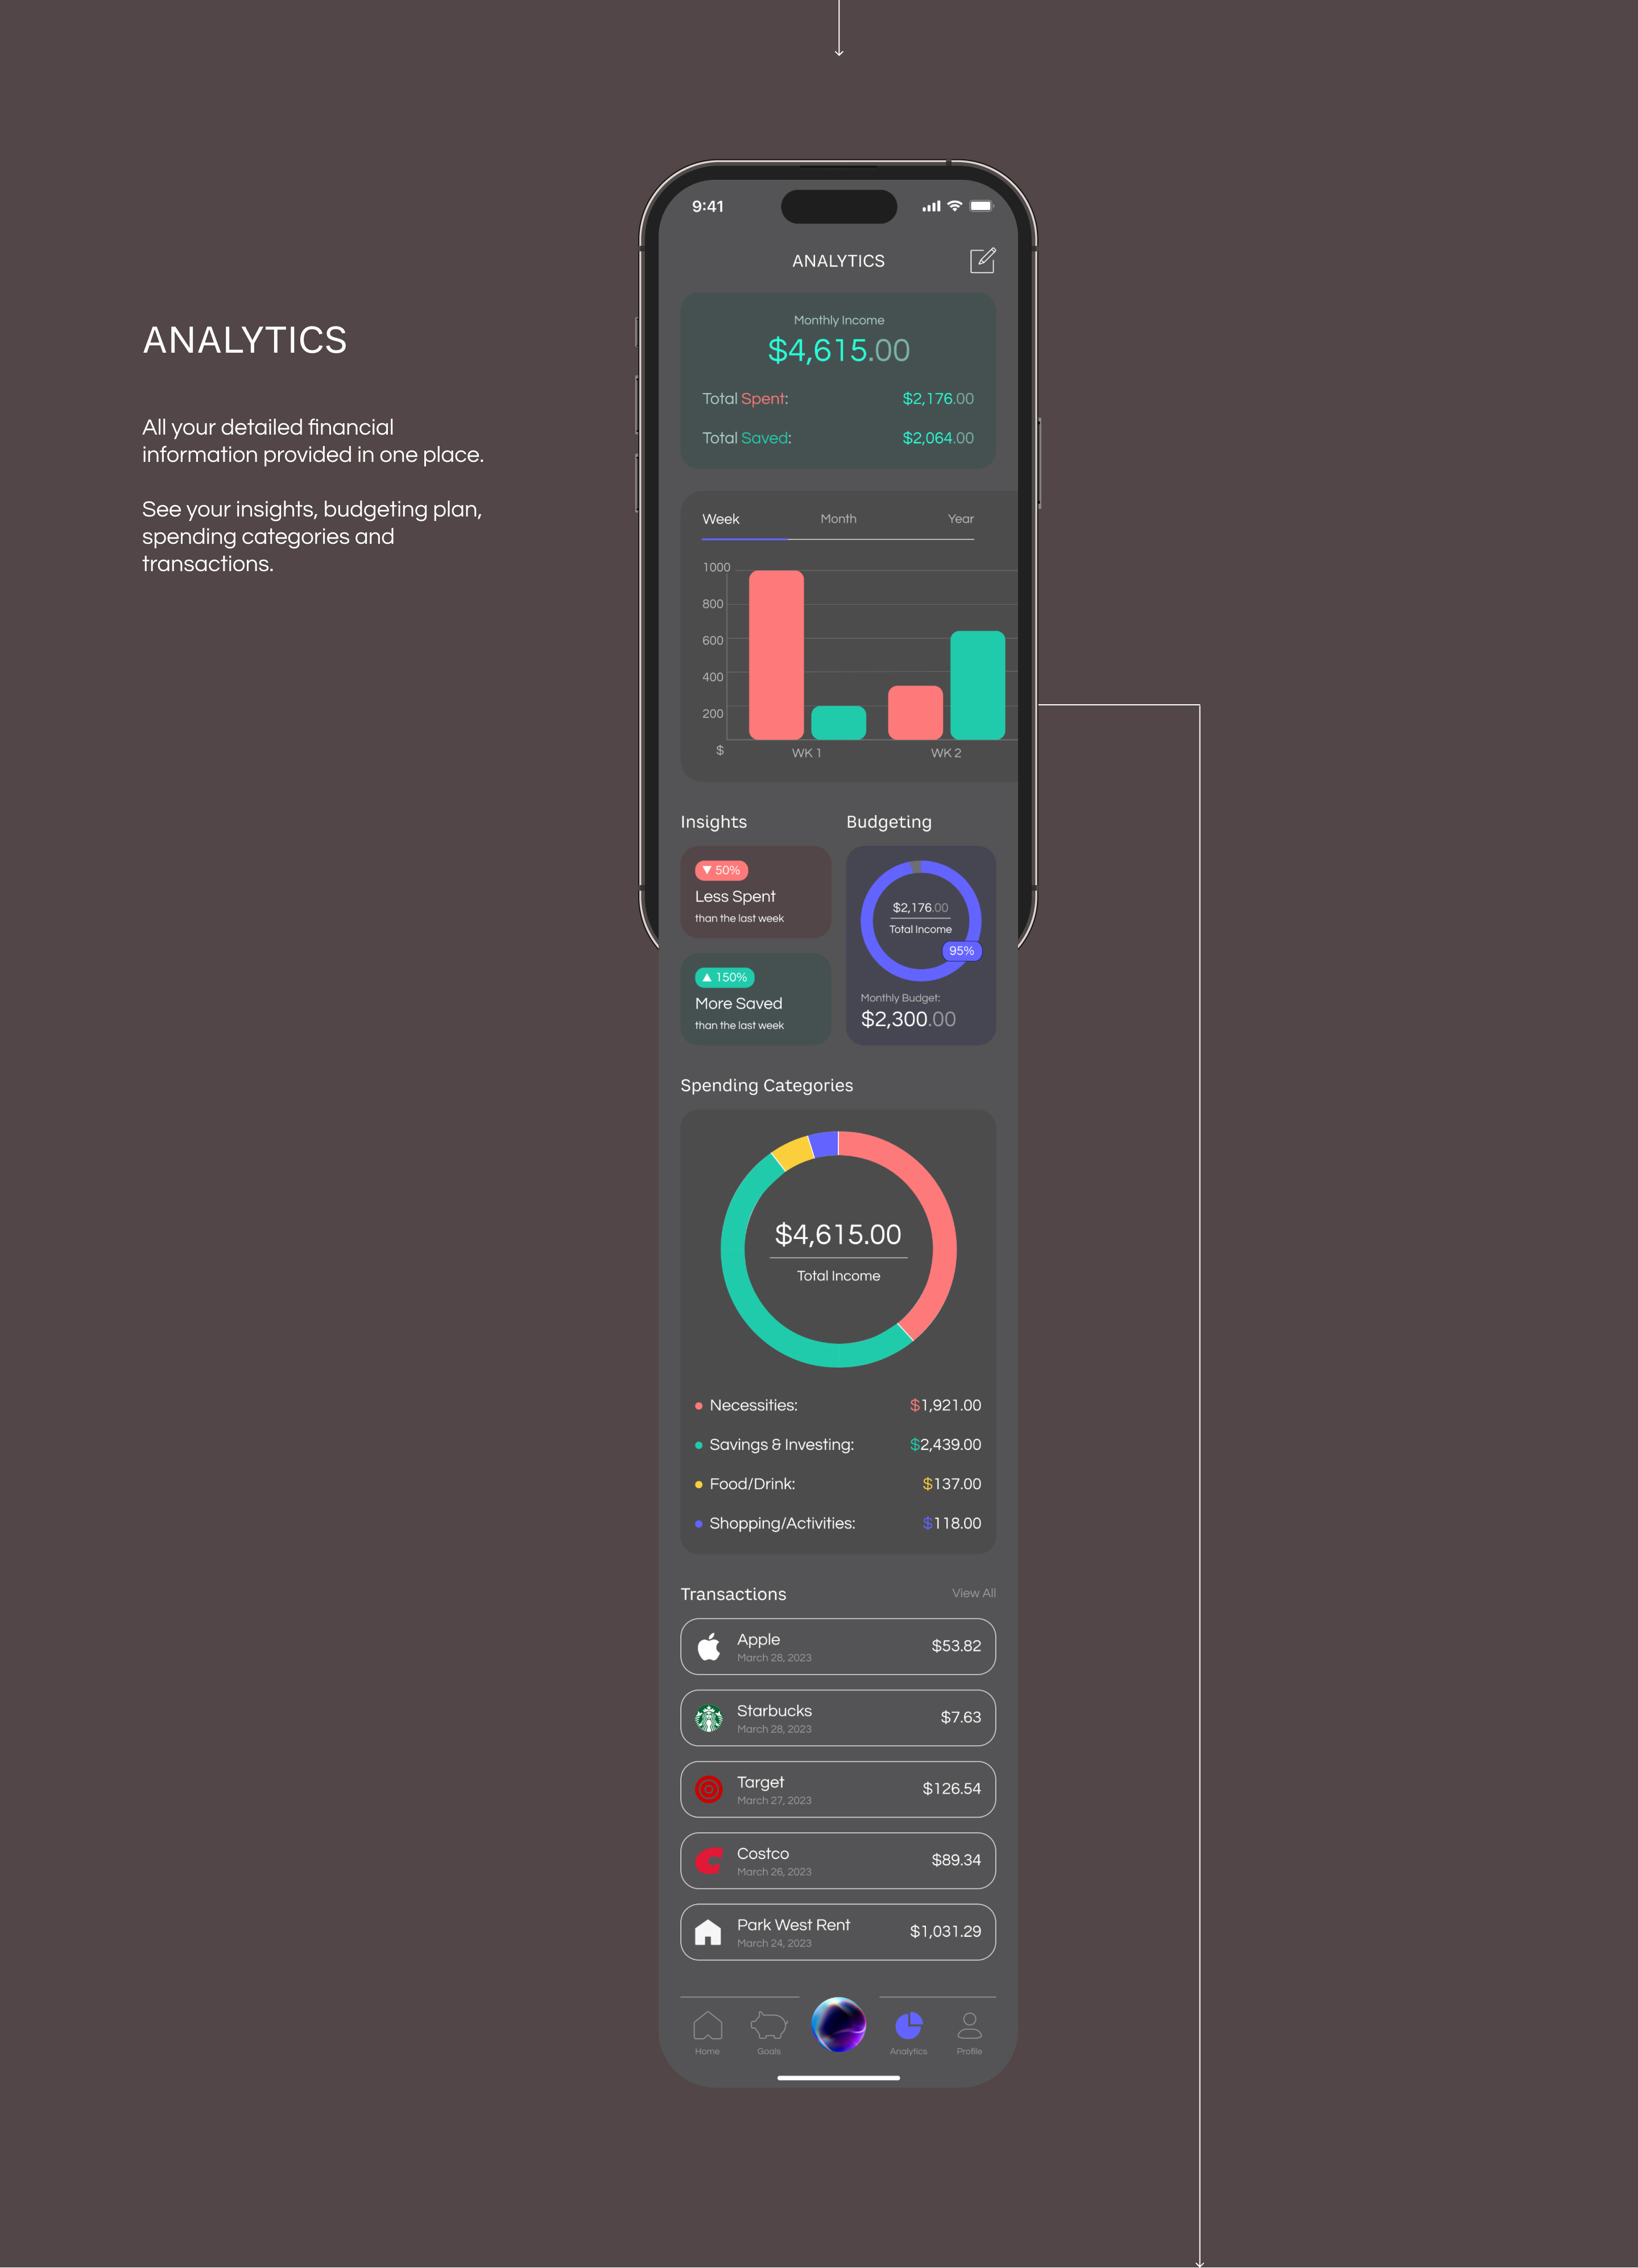 ANALYTICS
All your detailed financial
information provided in one place.
See your insights, budgeting plan,
spending categories and
transactions.
9:41
ANALYTICS
Monthly Income
$4,615.00
Total Spent: $2,176.00
Total Saved: $2,064.00
Week Month Year
1000
800
600
400
200
$
WK 1 WK 2
Insights
50%
Less Spent
than the last week
150%
More Saved
than the last week
Budgeting
$2,176.00
Total Income
95%
Monthly Budget:
$2,300.00
Spending Categories
$4,615.00
Total Income
Necessities: $1,921.00
Savings & Investing: $2,439.00
Food/Drink: $137.00
Shopping/Activities: $118.00
Transactions View All
Apple
March 28, 2023
$53.82
Starbucks
March 28, 2023
$7.63
Target
March 27, 2023
$126.54
Costco
March 26, 2023
$89.34
Park West Rent
March 24, 2023
$1,031.29
Home Goals Analytics Profile